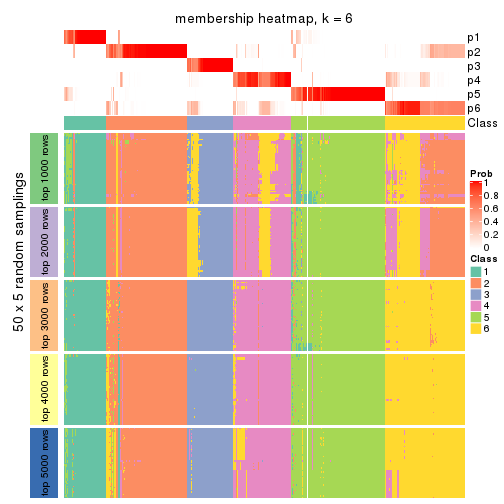 membership heatmap, k = 6
p1
p2
p3
p4
p5
p6
Class
50 x 5 random samplings
top 1000 rows
top 2000 rows
top 3000 rows
top 4000 rows
top 5000 rows
Prob
1
0.8
0.6
0.4
0.2
0
Class
1
2
3
4
5
6